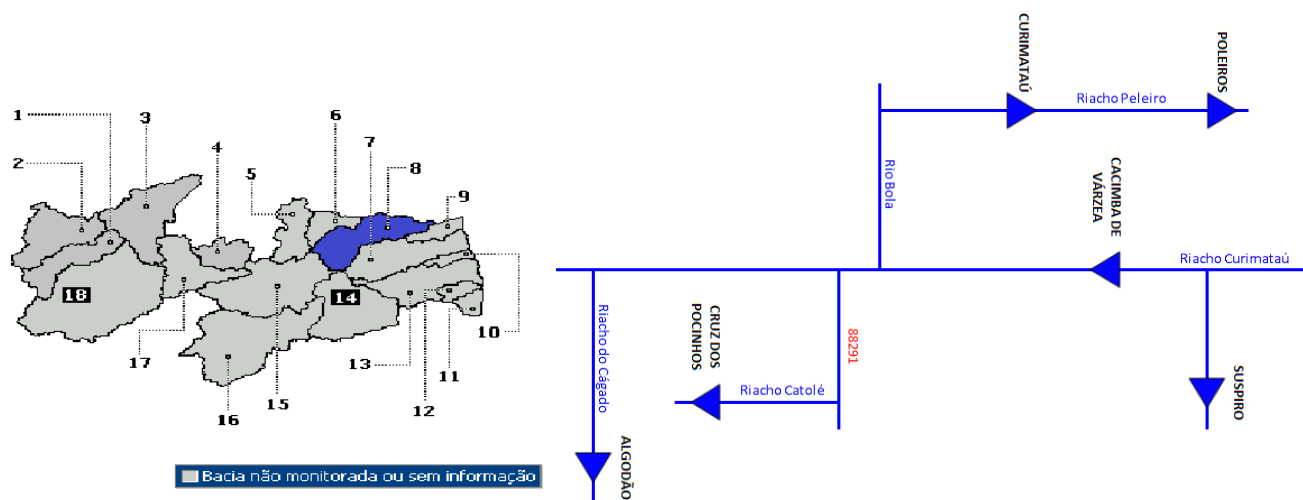 1
2
3
4
5
6
7
8
9
10
11
12
13
14
15
16
17
18
Bacia não monitorada ou sem informação
CURIMATAÚ
POLEIROS
Riacho Peleiro
Rio Bola
CACIMBA DE
VÁRZEA
Riacho Curimataú
Riacho do Cágado
CRUZ DOS
POCINHOS
88291
Riacho Catolé
SUSPIRO
ALGODÃO